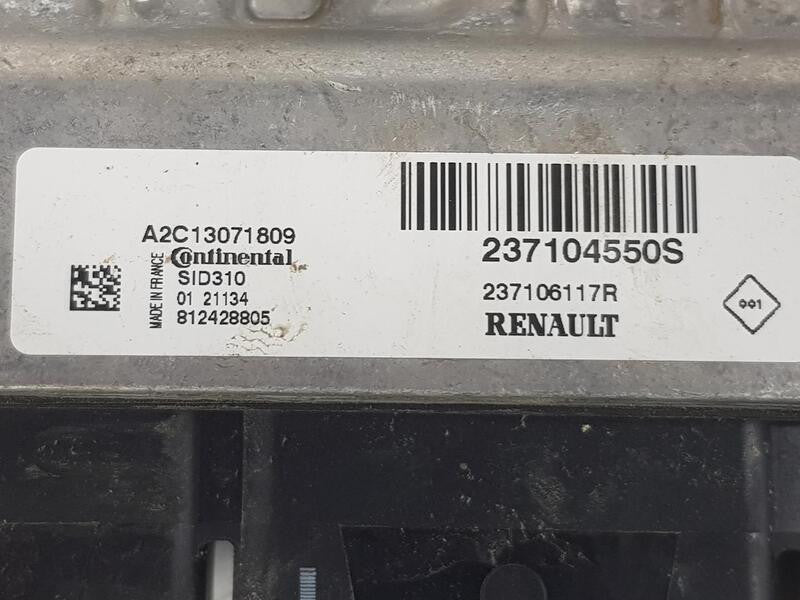 A2C13071809
Continental
SID310
01 21134
812428805
MADE IN FRANCE
237104550S
237106117R
RENAULT
001